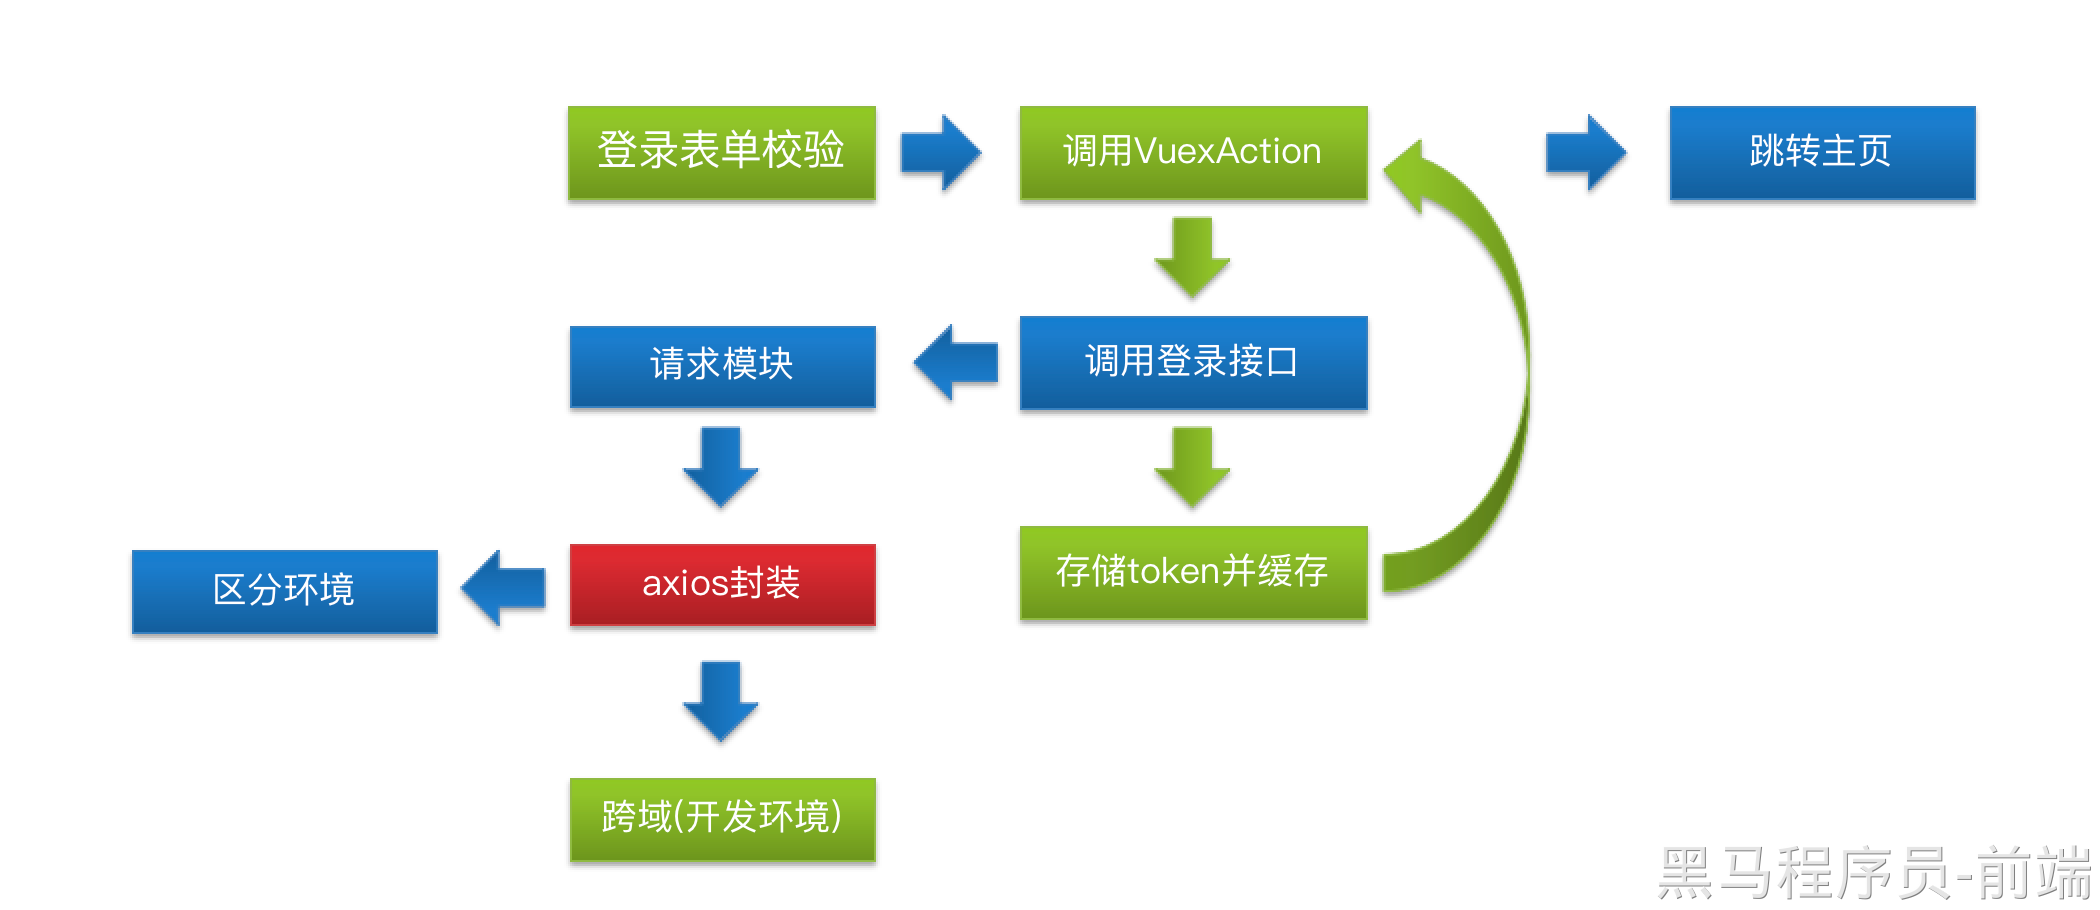 登录表单校验
调用VuexAction
跳转主页
请求模块
调用登录接口
区分环境
axios封装
存储token并缓存
跨域(开发环境)
黑马程序员-前端